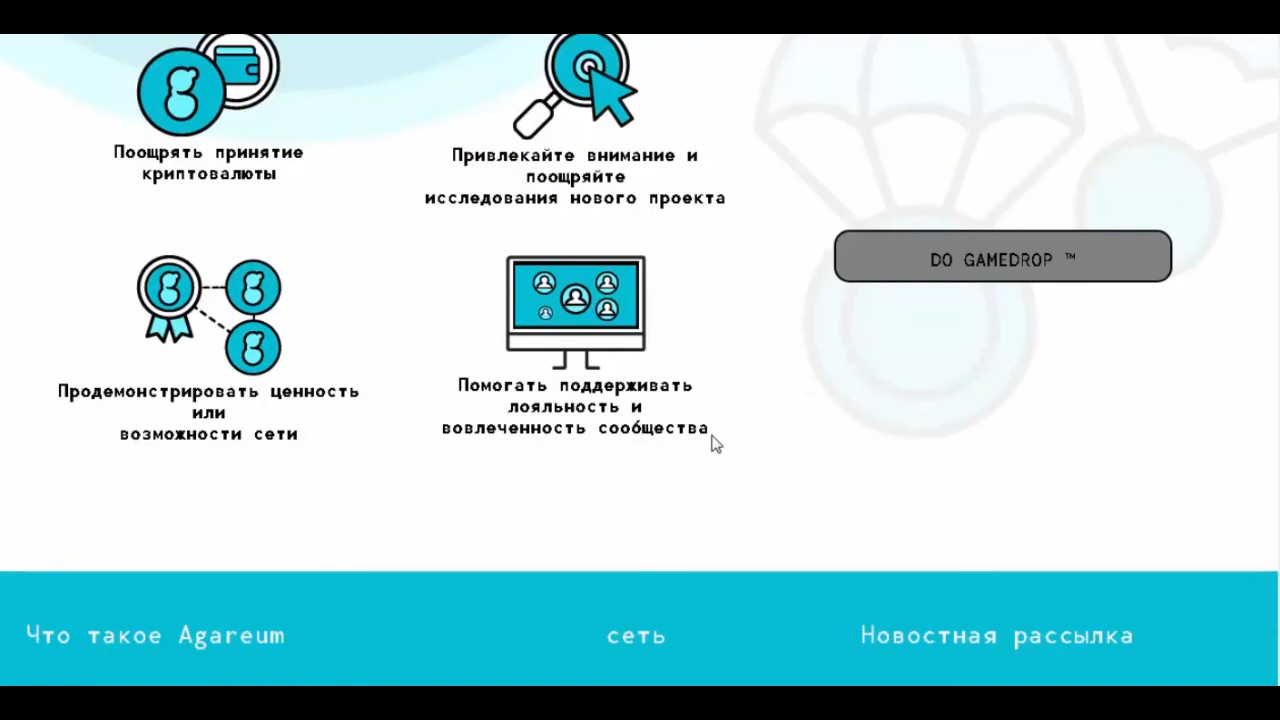 Поощрять принятие
криптовалюты
Привлекайте внимание и
поощряйте
исследования нового проекта
DO GAMEDROP ™
Продемонстрировать ценность
или
возможности сети
Помогать поддерживать
лояльность и
вовлеченность сообщества
Что такое Agareum
сеть
Новостная рассылка